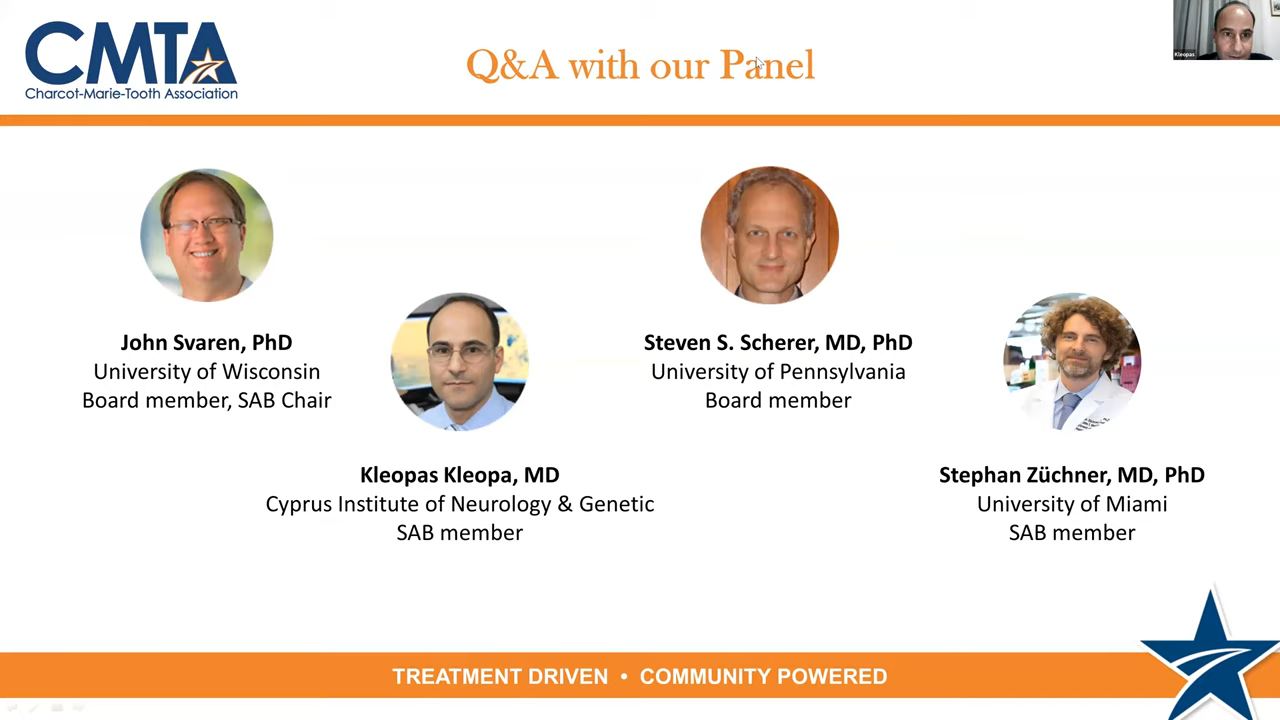 CMTA
Charcot-Marie-Tooth Association
Q&A with our Panel
Kleopas
John Svaren, PhD
University of Wisconsin
Board member, SAB Chair
Kleopas Kleopa, MD
Cyprus Institute of Neurology & Genetic
SAB member
Steven S. Scherer, MD, PhD
University of Pennsylvania
Board member
Stephan Züchner, MD, PhD
University of Miami
SAB member
TREATMENT DRIVEN • COMMUNITY POWERED